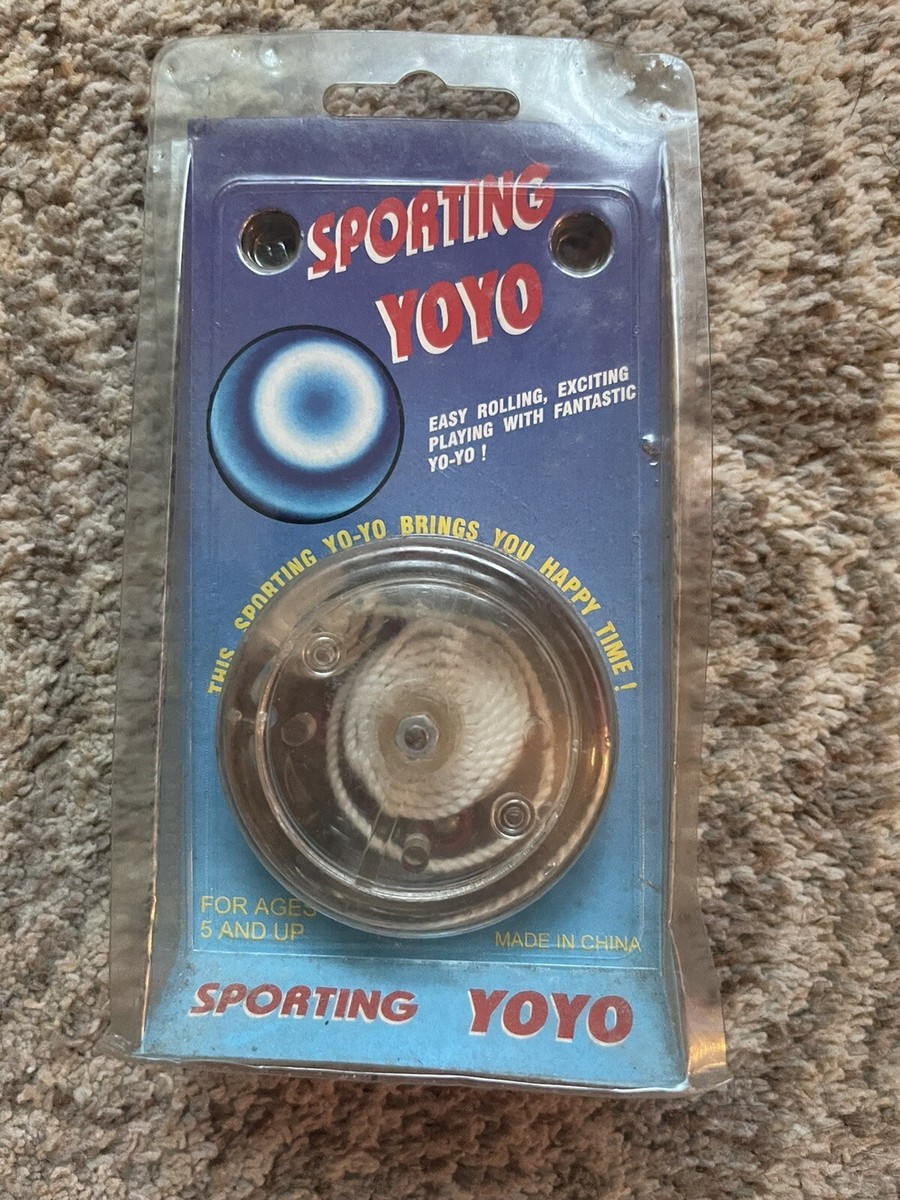 SPORTING
YOYO
EASY ROLLING, EXCITING
PLAYING WITH FANTASTIC
YO-YO !
THIS SPORTING YO-YO BRINGS YOU HAPPY TIME !
FOR AGES
5 AND UP
MADE IN CHINA
SPORTING YOYO